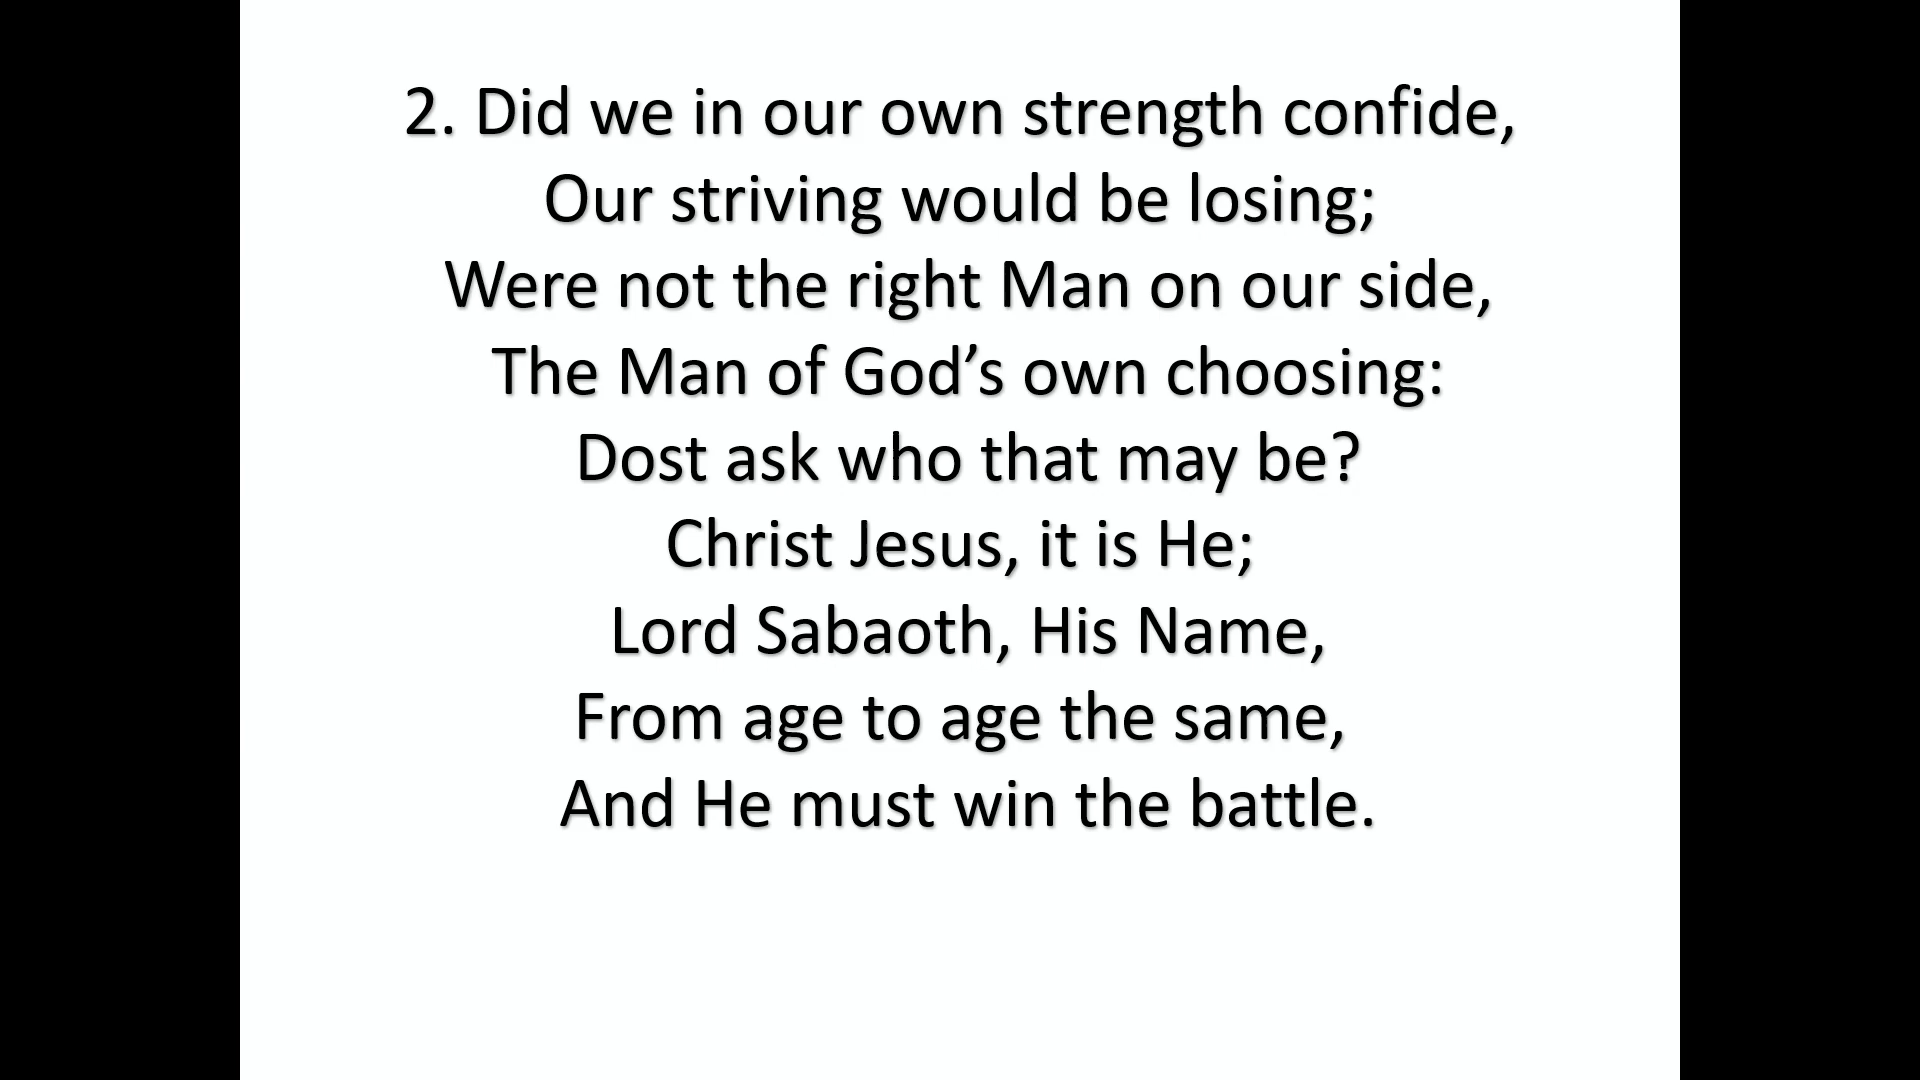 2. Did we in our own strength confide,
Our striving would be losing;
Were not the right Man on our side,
The Man of God’s own choosing:
Dost ask who that may be?
Christ Jesus, it is He;
Lord Sabaoth, His Name,
From age to age the same,
And He must win the battle.